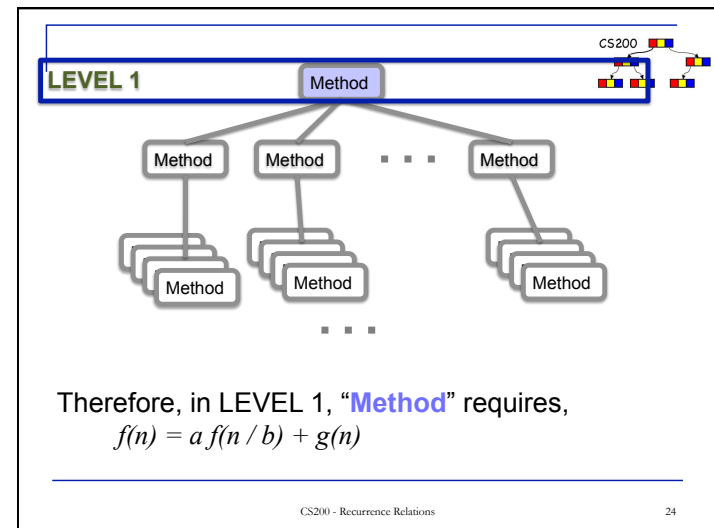 CS200
LEVEL 1
Method
Method Method . . . Method
Method Method Method
. . .
Therefore, in LEVEL 1, “Method” requires,
f(n) = a f(n / b) + g(n)
CS200 - Recurrence Relations 24